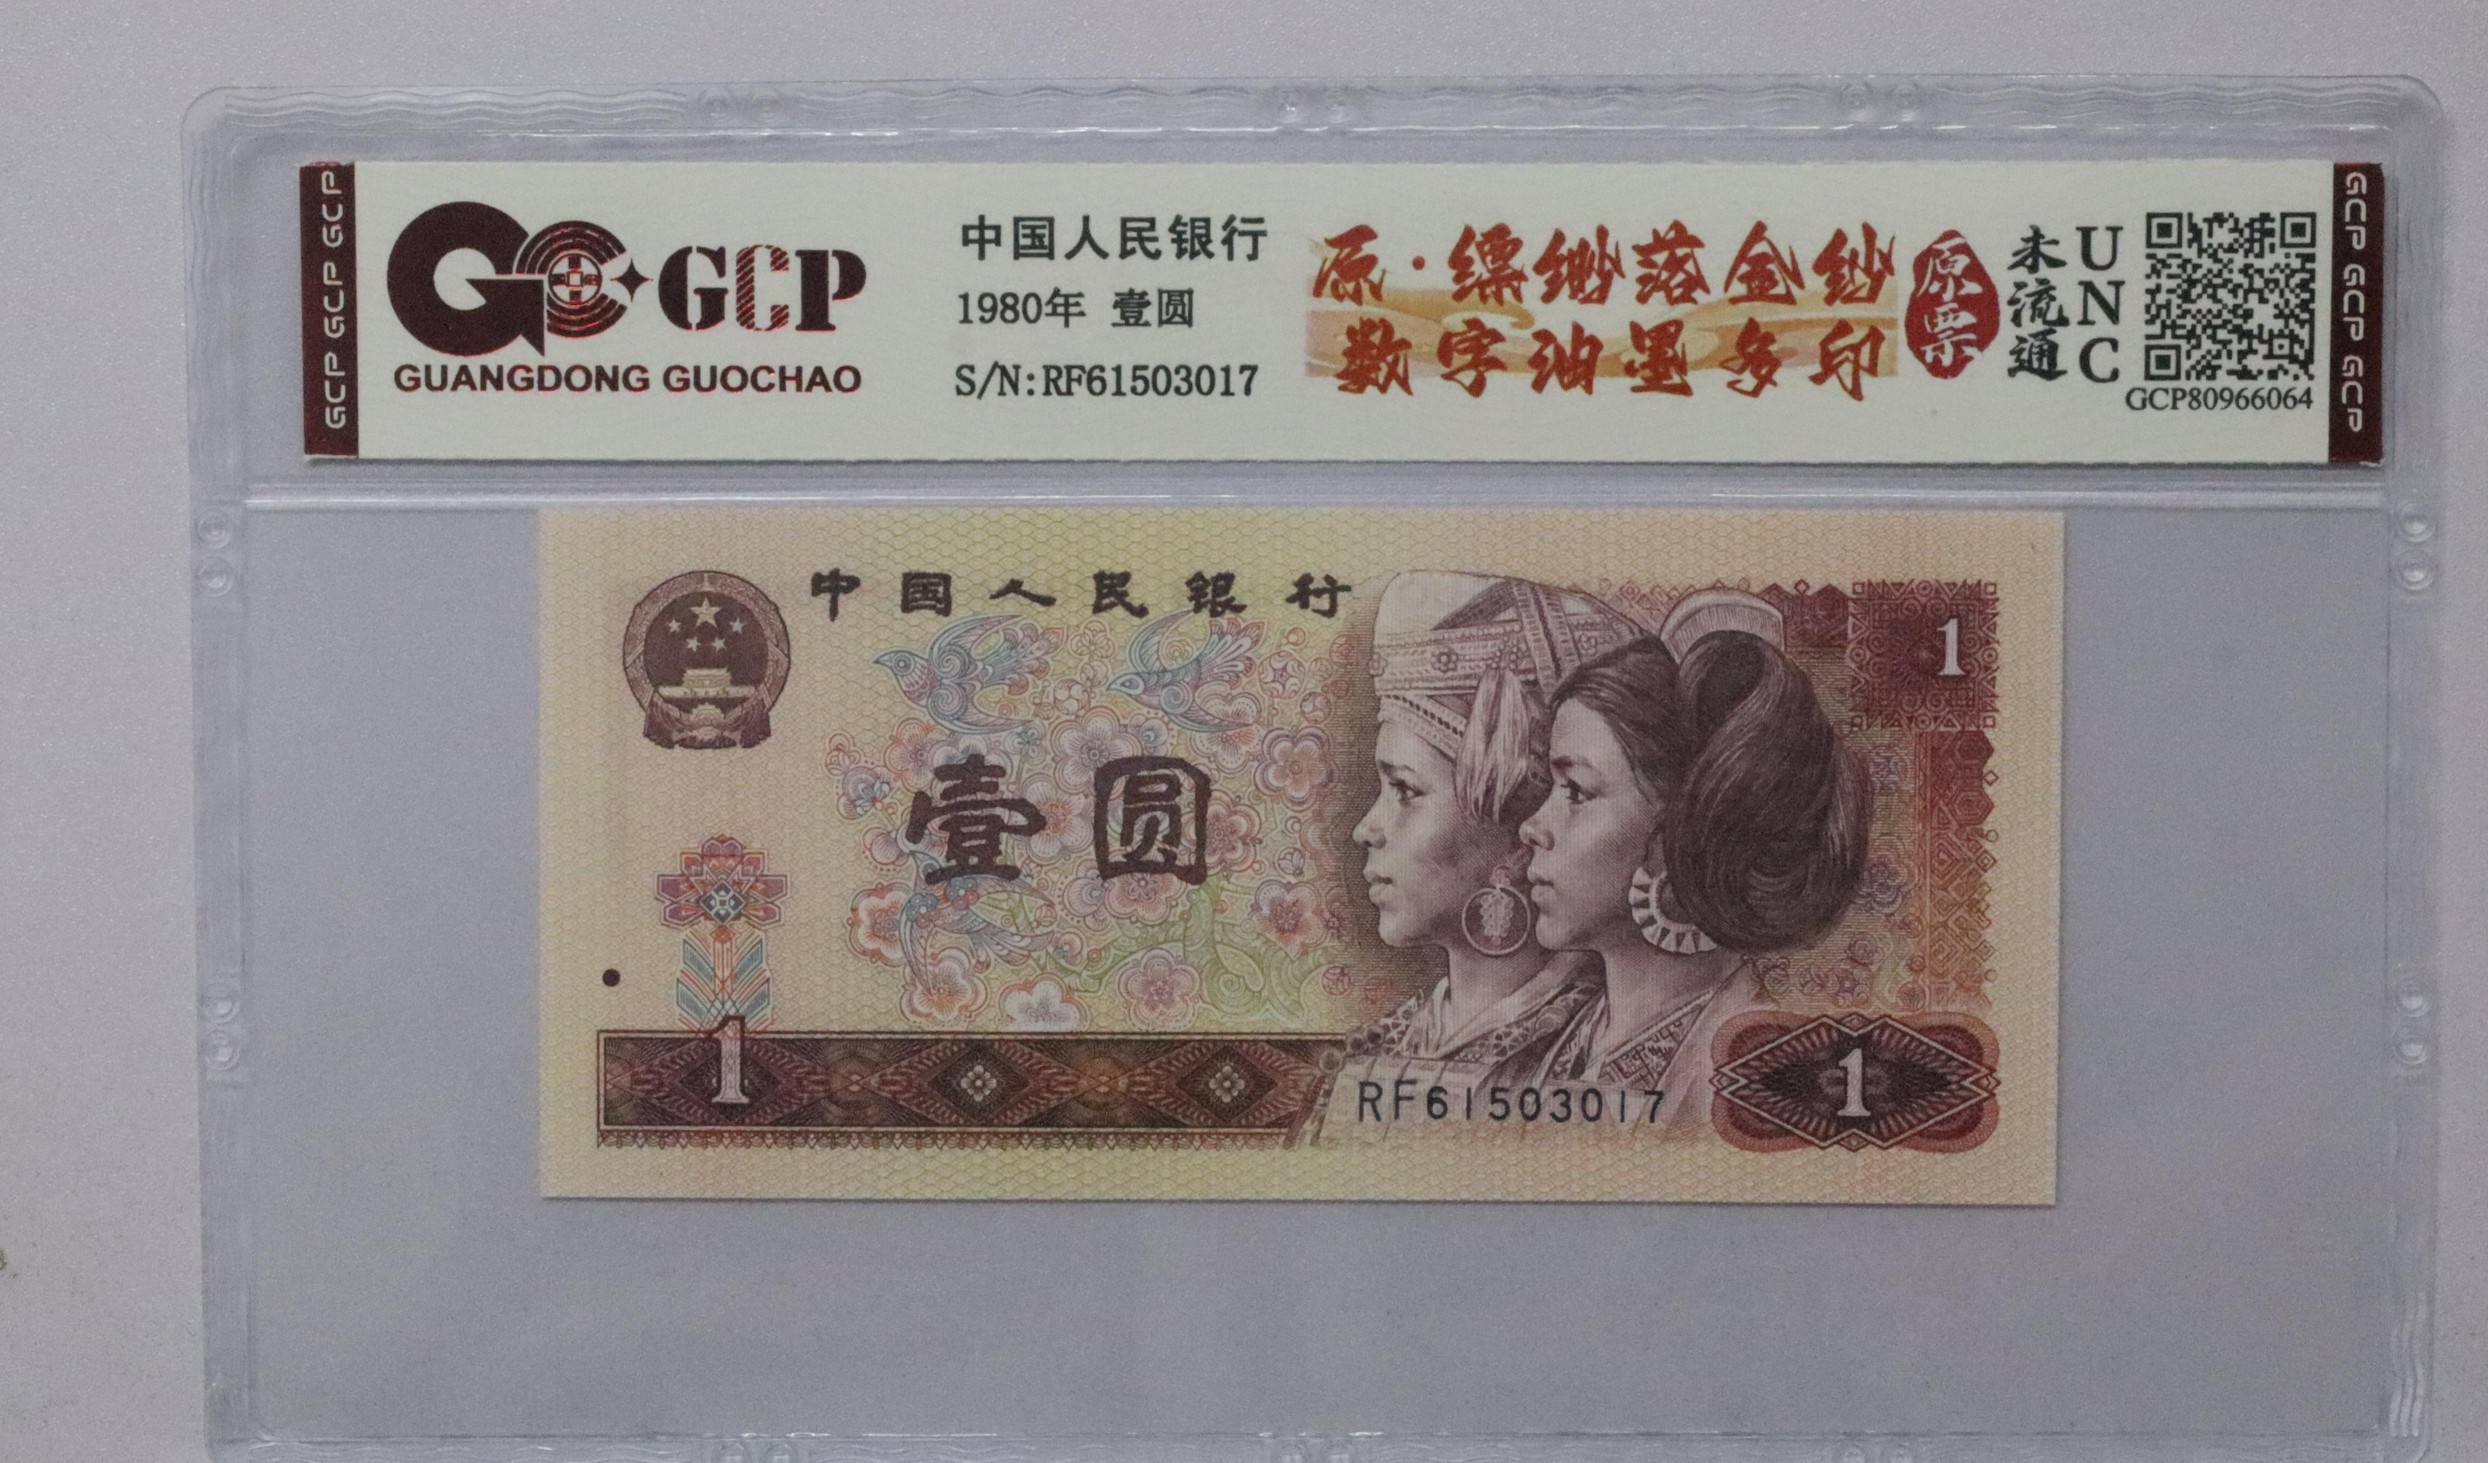 GCP GCP GCP
GCP
GUANGDONG GUOCHAO
中国人民银行
1980年 壹圆
S/N:RF61503017
原·缥缈落金纱
数字油墨多印
原票
未流通
UNC
GCP80966064
GCP GCP GCP
中国人民银行
1
壹圆
1
RF61503017
1